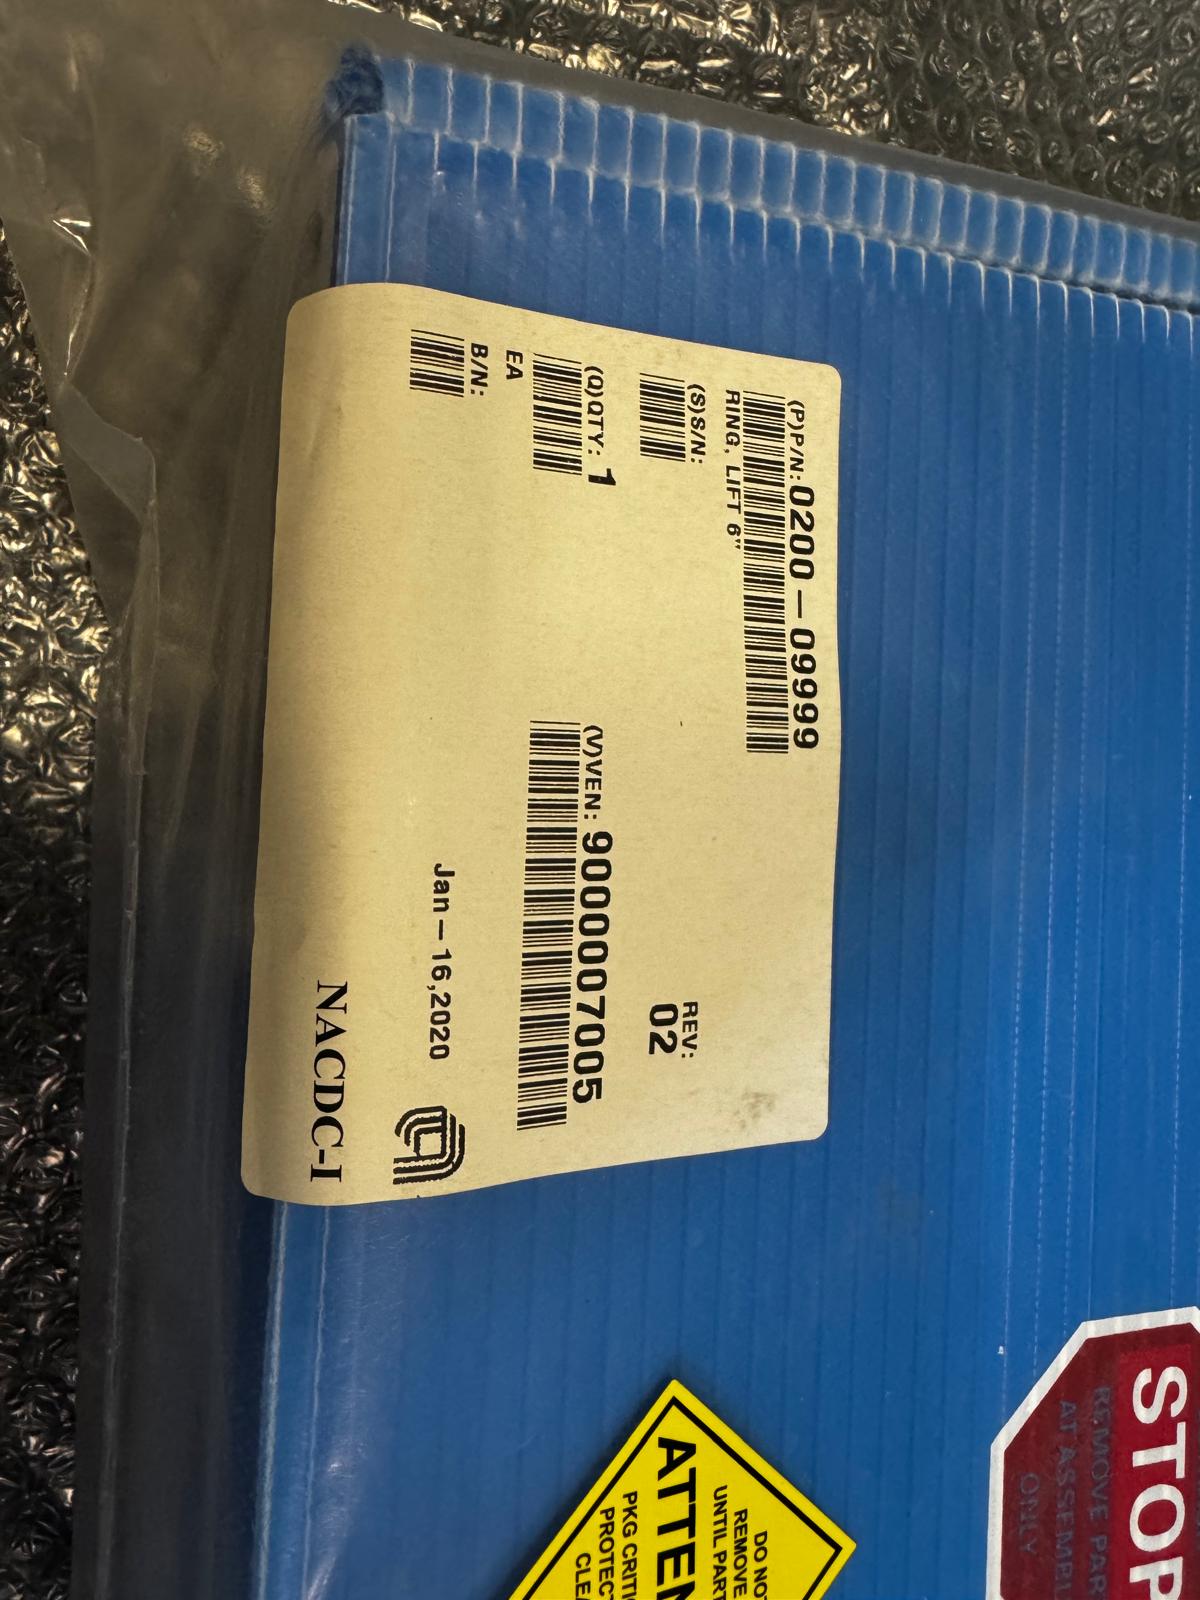 (P)P/N: 0200-09999
RING, LIFT 6"
(S)S/N:
REV:
02
(Q)QTY: 1
EA
(V)VEN: 9000007005
B/N:
Jan-16,2020
NACDC-I
STOP
REMOVE PAR
AT ASSEMBL
ONLY
DO NOT
REMOVE
UNTIL PART
ATTEN
PKG CRITI
PROTECT
CLEA